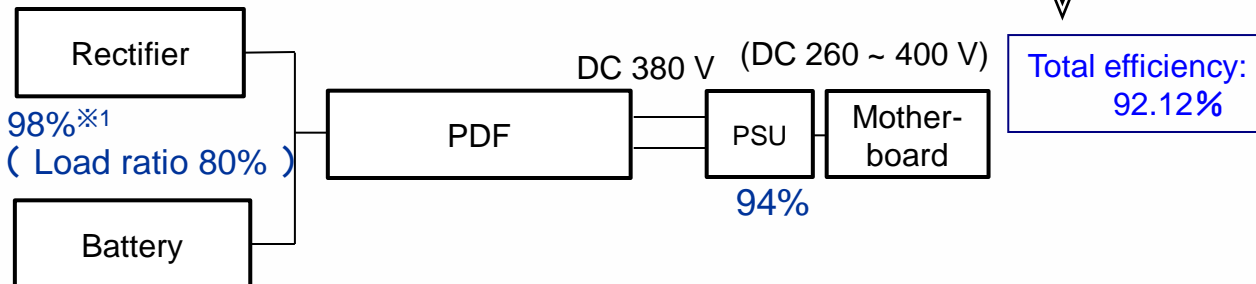 Rectifier
98%※1
( Load ratio 80% )
Battery
PDF
DC 380 V
(DC 260 ~ 400 V)
PSU
94%
Mother-
board
Total efficiency:
92.12%